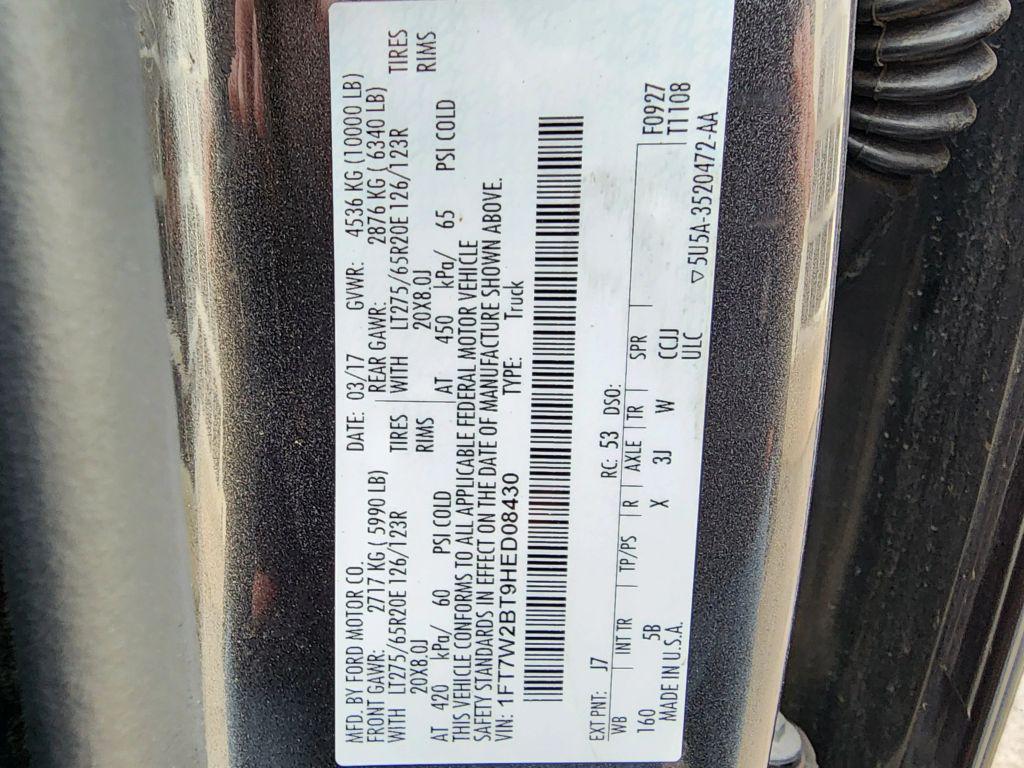 MFD. BY FORD MOTOR CO. DATE: 03/17 GVWR: 4536 KG (10000 LB)
FRONT GAWR: 2717 KG ( 5990 LB) REAR GAWR: 2876 KG ( 6340 LB)
WITH LT275/65R20E 126/123R TIRES WITH LT275/65R20E 126/123R TIRES
20X8.0J RIMS 20X8.0J RIMS
AT 420 kPa/ 60 PSI COLD AT 450 kPa/ 65 PSI COLD
THIS VEHICLE CONFORMS TO ALL APPLICABLE FEDERAL MOTOR VEHICLE
SAFETY STANDARDS IN EFFECT ON THE DATE OF MANUFACTURE SHOWN ABOVE.
VIN: 1FT7W2BT9HED08430 TYPE: Truck
EXT PNT: J7 RC: 53 DSO: F0927
WB INT TR TP/PS R AXLE TR SPR T1108
160 5B X 3J W CCIJ
MADE IN U.S.A. ULC
▽5U5A-3520472-AA